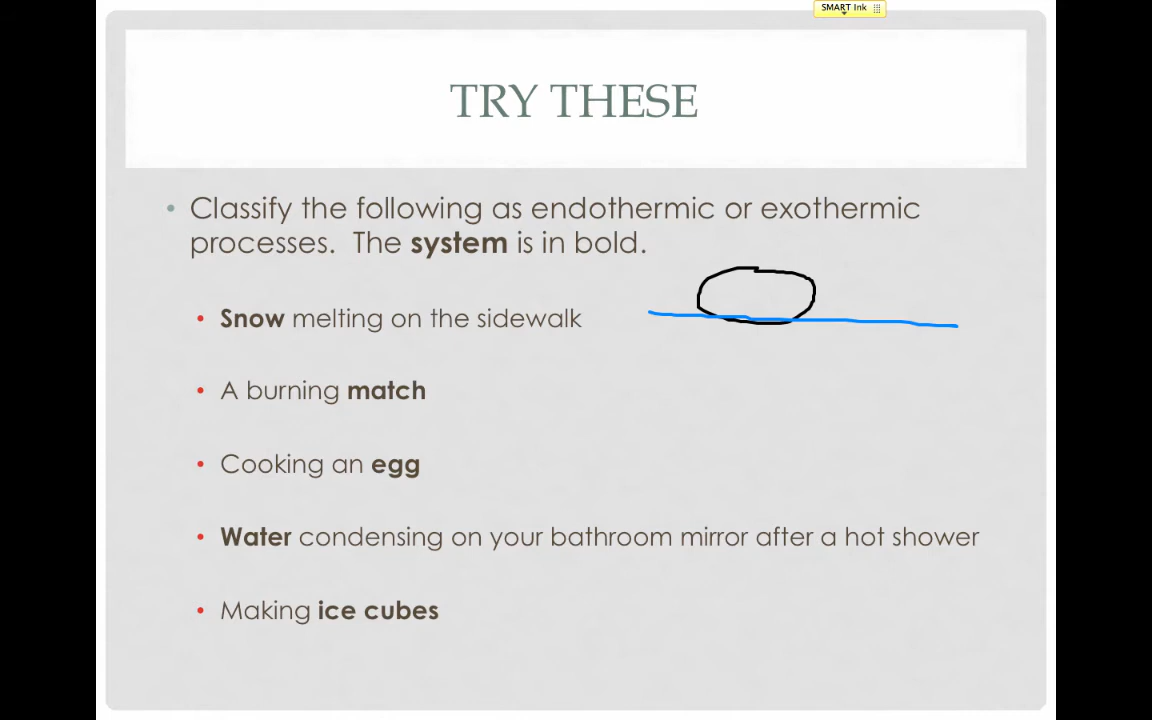 SMART Ink
TRY THESE
• Classify the following as endothermic or exothermic
processes. The system is in bold.
• Snow melting on the sidewalk
• A burning match
• Cooking an egg
• Water condensing on your bathroom mirror after a hot shower
• Making ice cubes